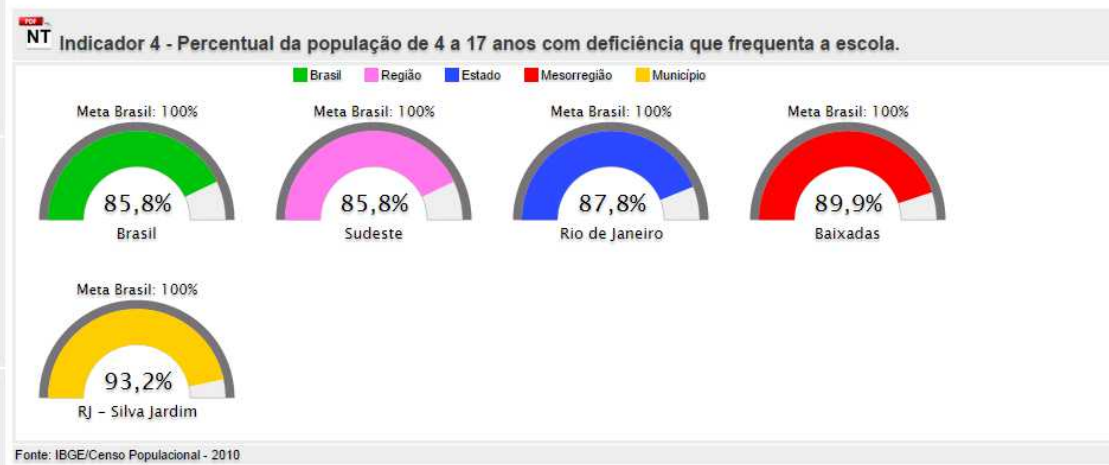 PDF
NT Indicador 4 - Percentual da população de 4 a 17 anos com deficiência que frequenta a escola.
Brasil Região Estado Mesorregião Município
Meta Brasil: 100% Meta Brasil: 100% Meta Brasil: 100% Meta Brasil: 100%
85,8% 85,8% 87,8% 89,9%
Brasil Sudeste Rio de Janeiro Baixadas
Meta Brasil: 100%
93,2%
RJ – Silva Jardim
Fonte: IBGE/Censo Populacional - 2010